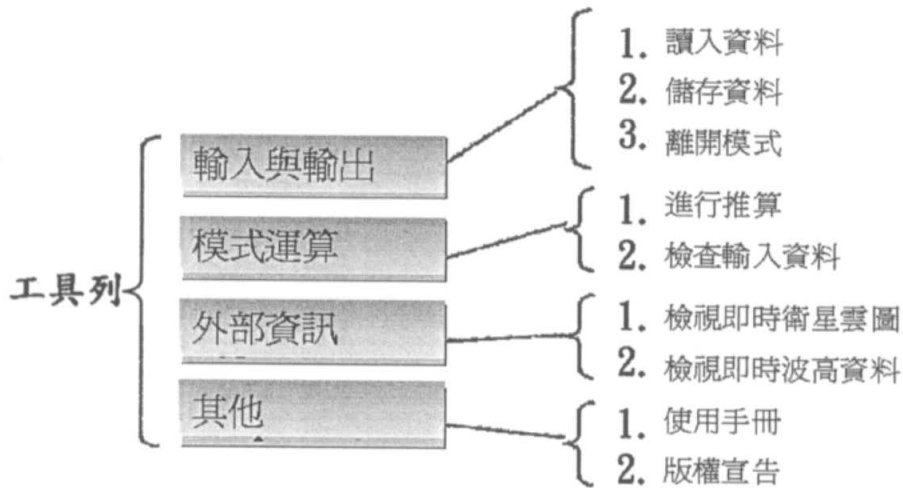 工具列
輸入與輸出
1. 讀入資料
2. 儲存資料
3. 離開模式
模式運算
1. 進行推算
2. 檢查輸入資料
外部資訊
1. 檢視即時衛星雲圖
2. 檢視即時波高資料
其他
1. 使用手冊
2. 版權宣告